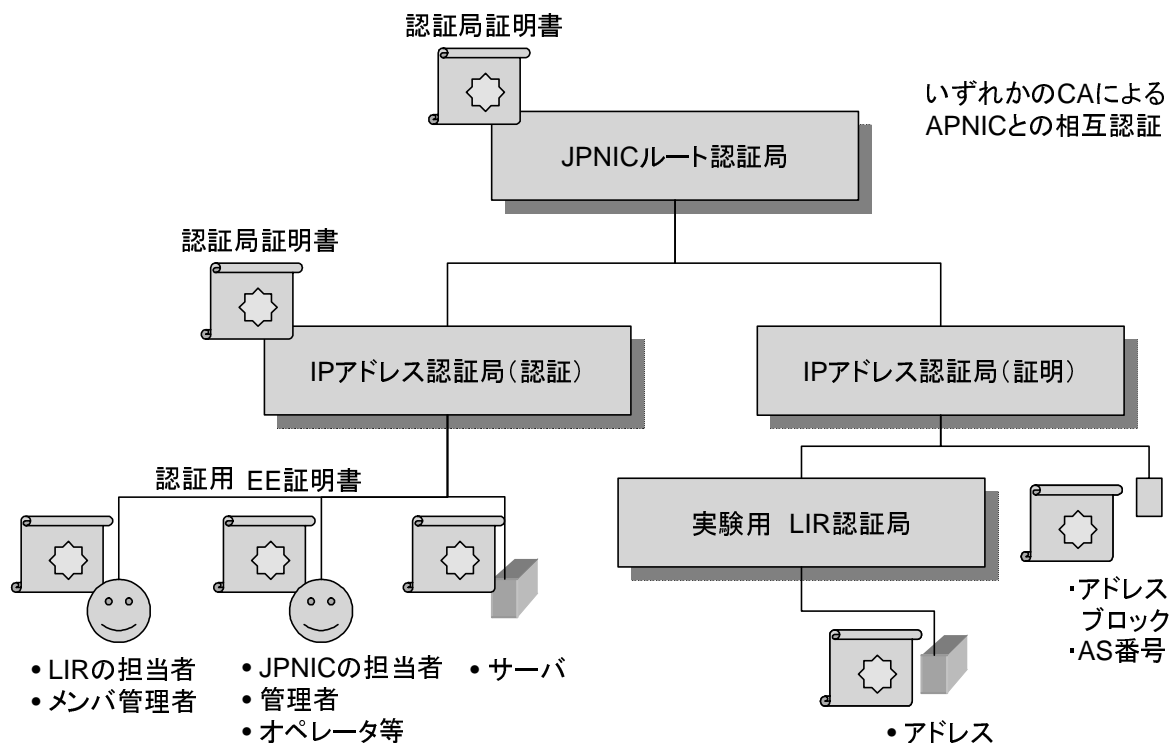 認証局証明書
いずれかのCAによる
APNICとの相互認証
JPNICルート認証局
認証局証明書
IPアドレス認証局（認証）
IPアドレス認証局（証明）
認証用 EE証明書
実験用 LIR認証局
・アドレス
ブロック
・AS番号
• LIRの担当者
• メンバ管理者
• JPNICの担当者
• 管理者
• オペレータ等
• サーバ
• アドレス